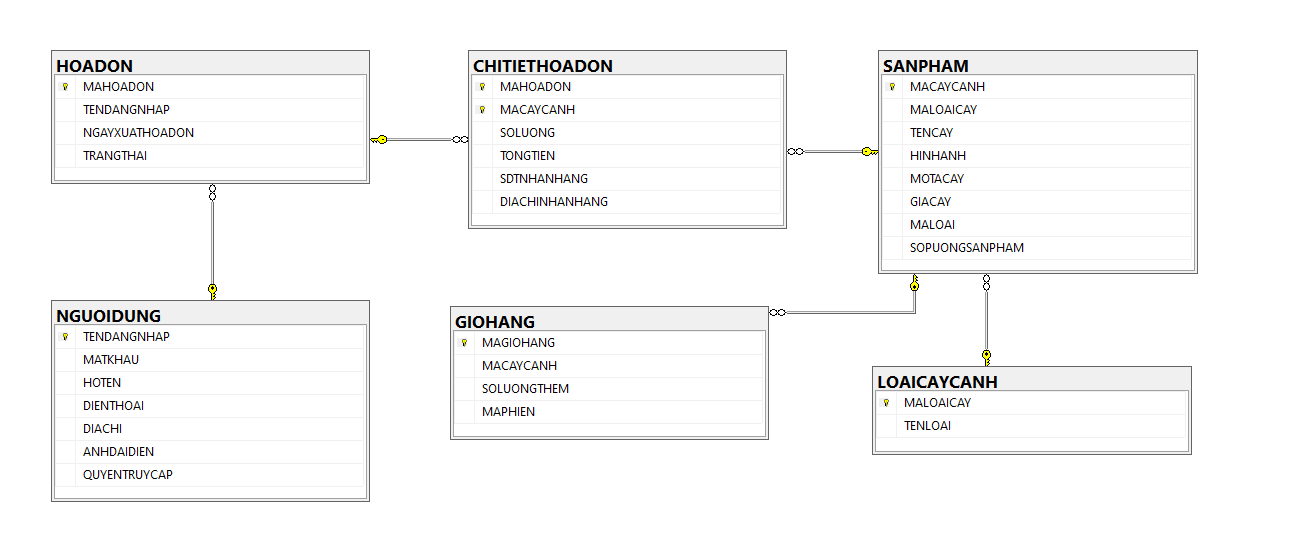 HOADON
MAHOADON
TENDANGNHAP
NGAYXUATHOADON
TRANGTHAI
CHITIETHOADON
MAHOADON
MACAYCANH
SOLUONG
TONGTIEN
SDTNHANHANG
DIACHINHANHANG
SANPHAM
MACAYCANH
MALOAICAY
TENCAY
HINHANH
MOTACAY
GIACAY
MALOAI
SOPUONGSANPHAM
NGUOIDUNG
TENDANGNHAP
MATKHAU
HOTEN
DIENTHOAI
DIACHI
ANHDAIDIEN
QUYENTRUYCAP
GIOHANG
MAGIOHANG
MACAYCANH
SOLUONGTHEM
MAPHIEN
LOAICAYCANH
MALOAICAY
TENLOAI